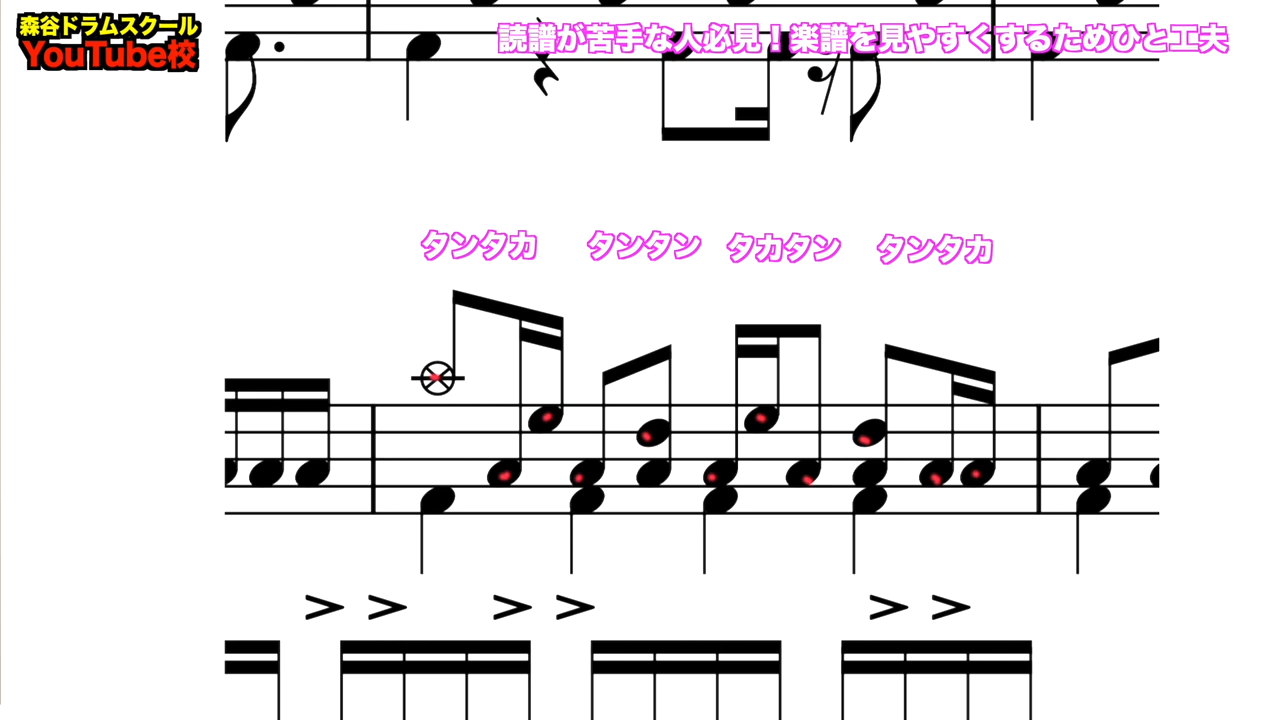 森谷ドラムスクール
YouTube校
読譜が苦手な人必見!楽譜を見やすくするためひと工夫
タンタカ タンタン タカタン タンタカ